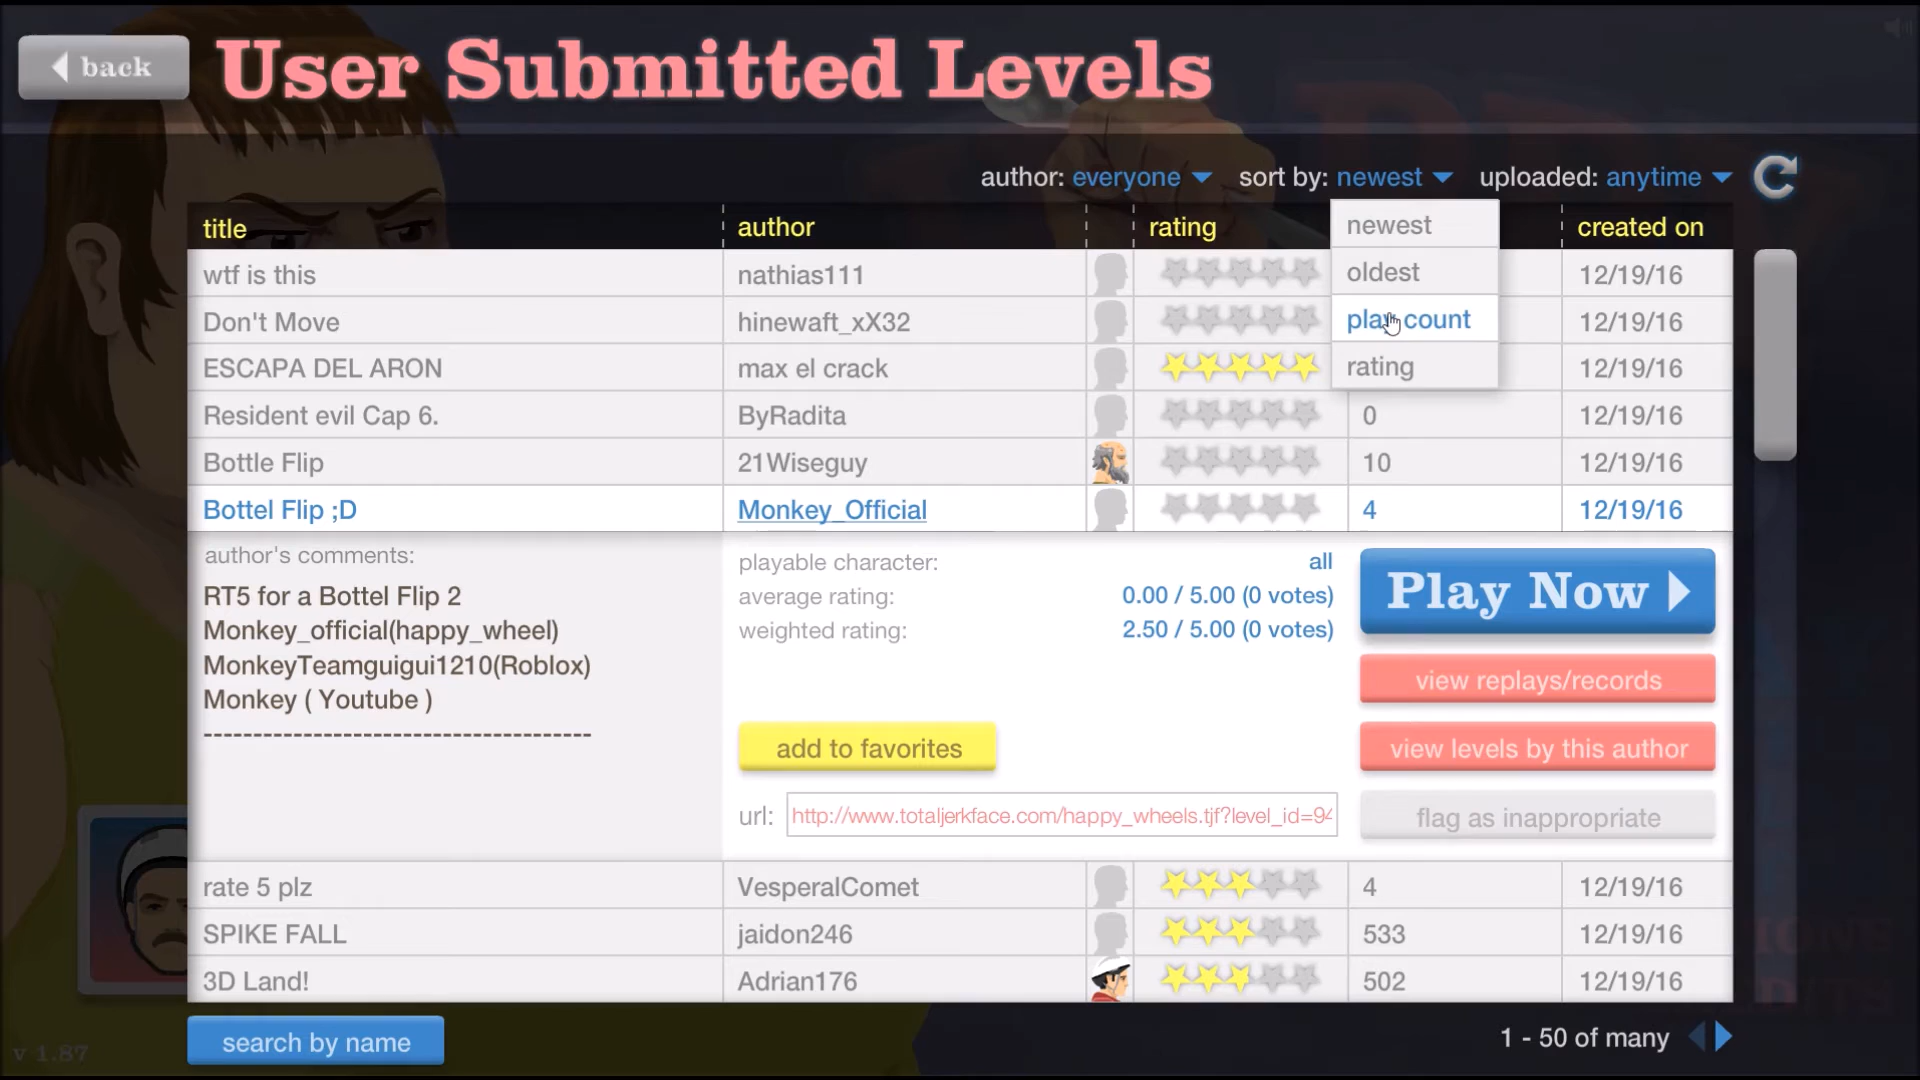 back
User Submitted Levels
author: everyone sort by: newest uploaded: anytime
title author rating created on
newest
oldest
play count
rating
wtf is this nathias111 12/19/16
Don't Move hinewaft_xX32 12/19/16
ESCAPA DEL ARON max el crack 12/19/16
Resident evil Cap 6. ByRadita 0 12/19/16
Bottle Flip 21Wiseguy 10 12/19/16
Bottel Flip ;D Monkey_Official 4 12/19/16
author's comments:
RT5 for a Bottel Flip 2
Monkey_official(happy_wheel)
MonkeyTeamguigui1210(Roblox)
Monkey ( Youtube )
---------------------------------------
playable character: all
average rating: 0.00 / 5.00 (0 votes)
weighted rating: 2.50 / 5.00 (0 votes)
add to favorites
url: http://www.totaljerkface.com/happy_wheels.tjf?level_id=94
Play Now
view replays/records
view levels by this author
flag as inappropriate
rate 5 plz VesperalComet 4 12/19/16
SPIKE FALL jaidon246 533 12/19/16
3D Land! Adrian176 502 12/19/16
search by name
1 - 50 of many
v 1.87